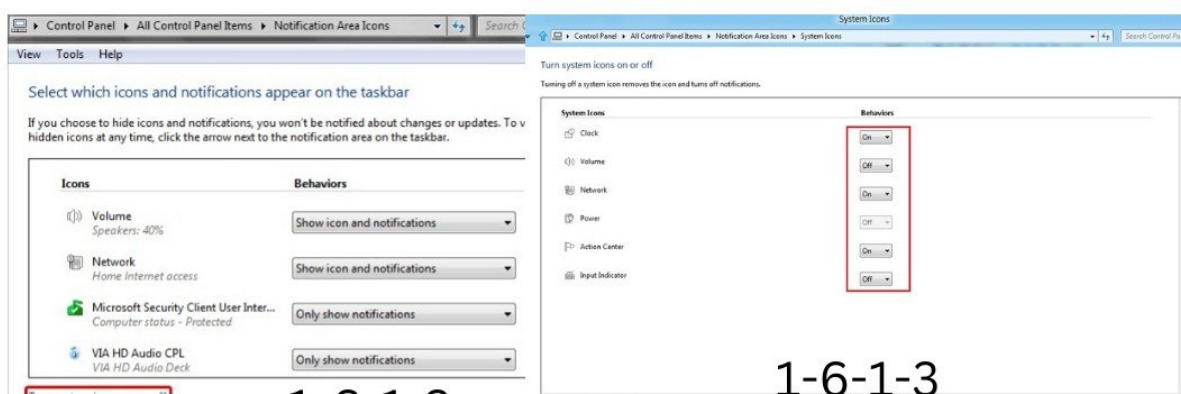 Control Panel ▸ All Control Panel Items ▸ Notification Area Icons
Search
View Tools Help
Select which icons and notifications appear on the taskbar
If you choose to hide icons and notifications, you won't be notified about changes or updates. To v
hidden icons at any time, click the arrow next to the notification area on the taskbar.
Icons Behaviors
Volume
Speakers: 40%
Show icon and notifications
Network
Home Internet access
Show icon and notifications
Microsoft Security Client User Inter...
Computer status - Protected
Only show notifications
VIA HD Audio CPL
VIA HD Audio Deck
Only show notifications
System Icons
Control Panel ▸ All Control Panel Items ▸ Notification Area Icons ▸ System Icons
Search Control Pa
Turn system icons on or off
Turning off a system icon removes the icon and turns off notifications.
System Icons Behaviors
Clock On
Volume Off
Network On
Power Off
Action Center On
Input Indicator Off
1-6-1-3